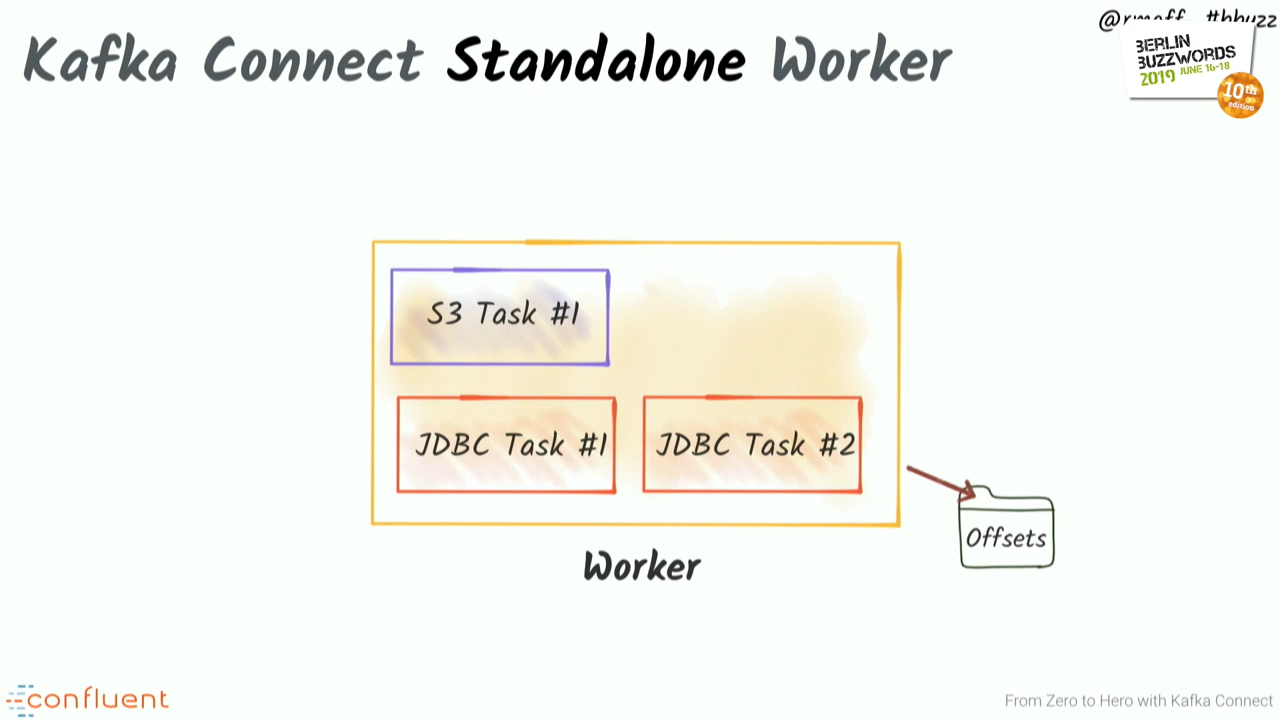 Kafka Connect Standalone Worker
BERLIN
BUZZWORDS
2019 JUNE 16-18
10th
edition
S3 Task #1
JDBC Task #1
JDBC Task #2
Offsets
Worker
confluent
From Zero to Hero with Kafka Connect